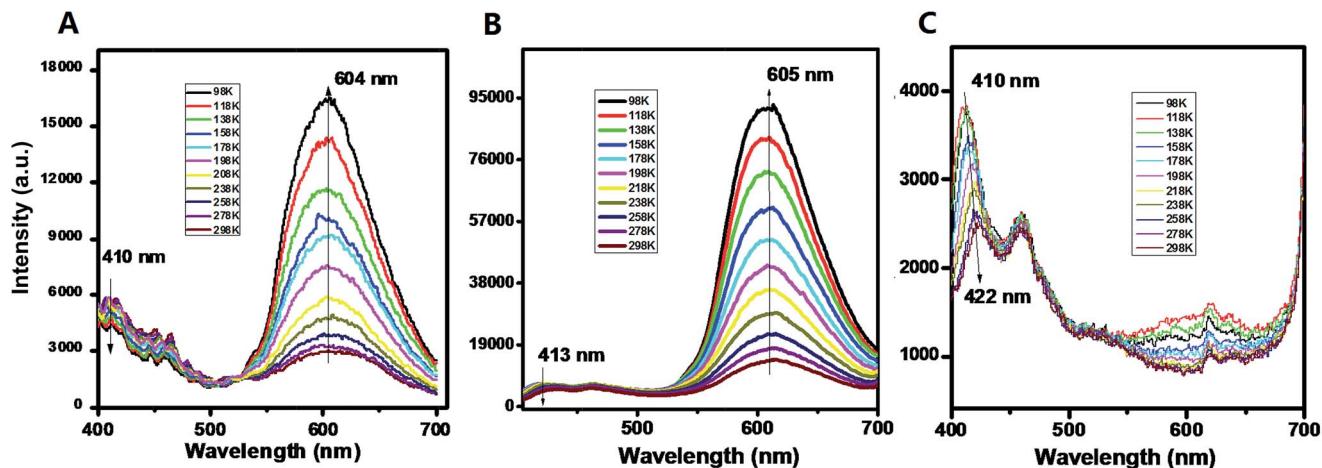 A
18000
15000
12000
9000
6000
3000
0
Intensity (a.u.)
98K
118K
138K
158K
178K
198K
208K
238K
258K
278K
298K
604 nm
410 nm
400
500
600
700
Wavelength (nm)
B
95000
76000
57000
38000
19000
0
98K
118K
138K
158K
178K
198K
218K
238K
258K
278K
298K
605 nm
413 nm
500
600
700
Wavelength (nm)
C
4000
3000
2000
1000
410 nm
422 nm
98K
118K
138K
158K
178K
198K
218K
238K
258K
278K
298K
400
500
600
700
Wavelength (nm)